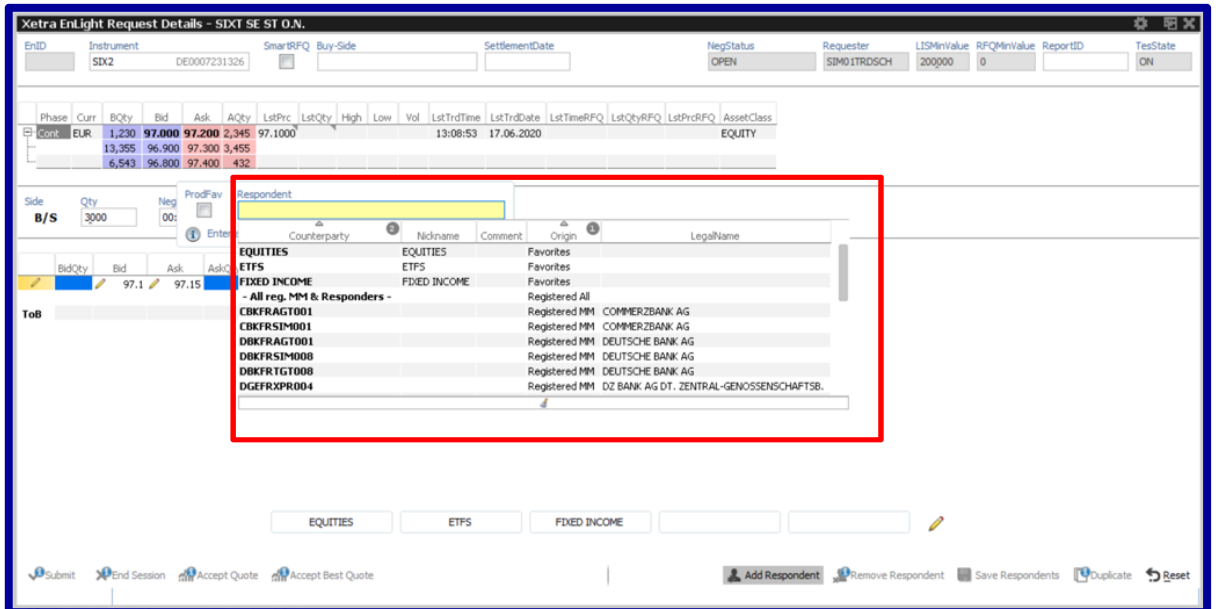 Xetra EnLight Request Details - SIXT SE ST O.N.
EnID Instrument SmartRFQ Buy-Side SettlementDate NegStatus Requester LISMinValue RFQMinValue ReportID TesState
SIX2 DE0007231326 OPEN SIM01TRDSCH 200000 0 ON
Phase Curr BQty Bid Ask AQty LstPrc LstQty High Low Vol LstTrdTime LstTrdDate LstTimeRFQ LstQtyRFQ LstPrcRFQ AssetClass
Cont EUR 1,230 97.000 97.200 2,345 97.1000 13:08:53 17.06.2020 EQUITY
13,355 96.900 97.300 3,455
6,543 96.800 97.400 432
Side Qty Neg ProdFav Respondent
B/S 3000 00:
Enter
Counterparty 2 Nickname Comment Origin 1 LegalName
EQUITIES EQUITIES Favorites
BidQty Bid Ask AskQ
ETFS ETFS Favorites
97.1 97.15
FIXED INCOME FIXED INCOME Favorites
- All reg. MM & Responders - Registered All
ToB
CBKFRAGT001 Registered MM COMMERZBANK AG
CBKFRSIM001 Registered MM COMMERZBANK AG
DBKFRAGT001 Registered MM DEUTSCHE BANK AG
DBKFRSIM008 Registered MM DEUTSCHE BANK AG
DBKFRTGT008 Registered MM DEUTSCHE BANK AG
DGEFRXPR004 Registered MM DZ BANK AG DT. ZENTRAL-GENOSSENSCHAFTSB.
EQUITIES ETFS FIXED INCOME
Submit End Session Accept Quote Accept Best Quote Add Respondent Remove Respondent Save Respondents Duplicate Reset